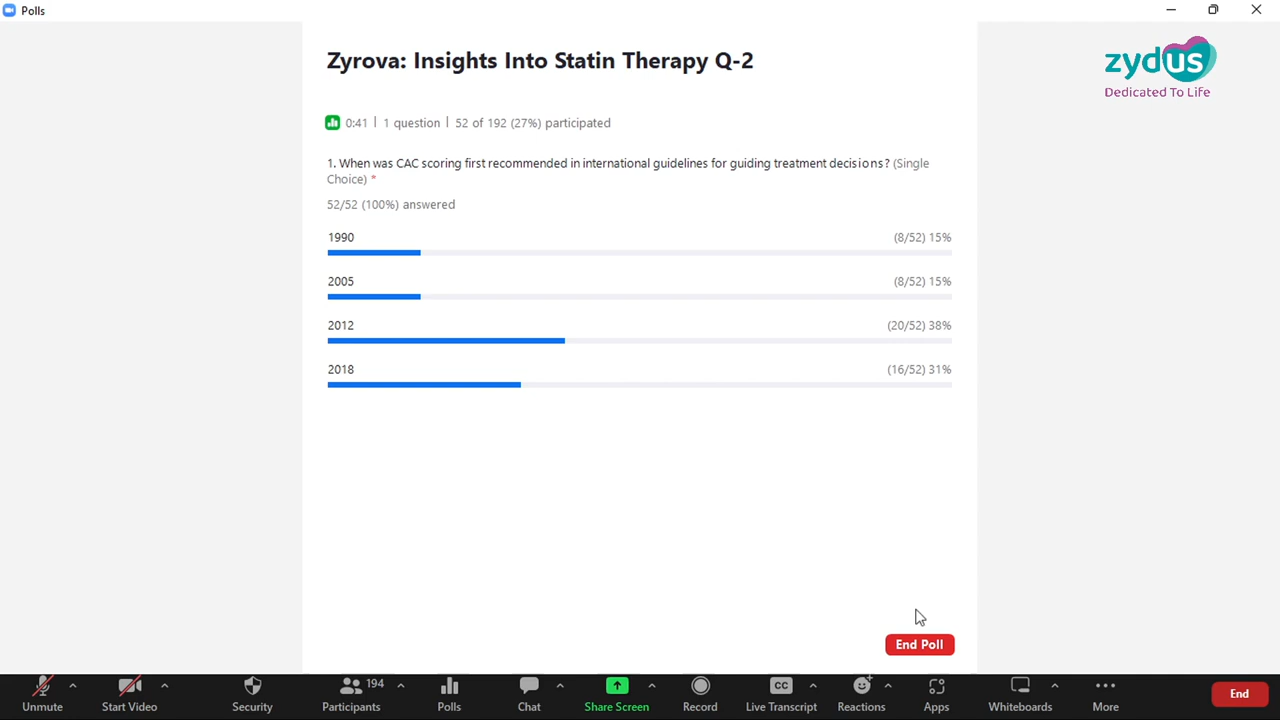 Polls
Zyrova: Insights Into Statin Therapy Q-2
zydus
Dedicated To Life
0:41 | 1 question | 52 of 192 (27%) participated
1. When was CAC scoring first recommended in international guidelines for guiding treatment decisions? (Single
Choice) *
52/52 (100%) answered
1990 (8/52) 15%
2005 (8/52) 15%
2012 (20/52) 38%
2018 (16/52) 31%
End Poll
194
CC
Unmute Start Video Security Participants Polls Chat Share Screen Record Live Transcript Reactions Apps Whiteboards More End